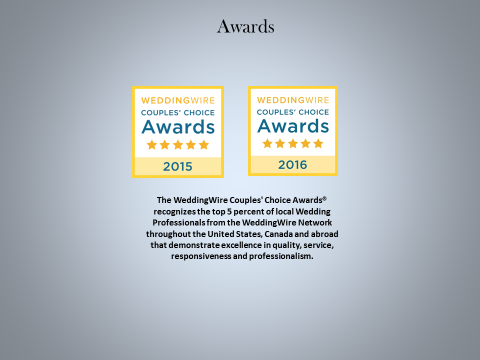 Awards
WEDDINGWIRE
COUPLES' CHOICE
Awards
2015
WEDDINGWIRE
COUPLES' CHOICE
Awards
2016
The WeddingWire Couples' Choice Awards®
recognizes the top 5 percent of local Wedding
Professionals from the WeddingWire Network
throughout the United States, Canada and abroad
that demonstrate excellence in quality, service,
responsiveness and professionalism.